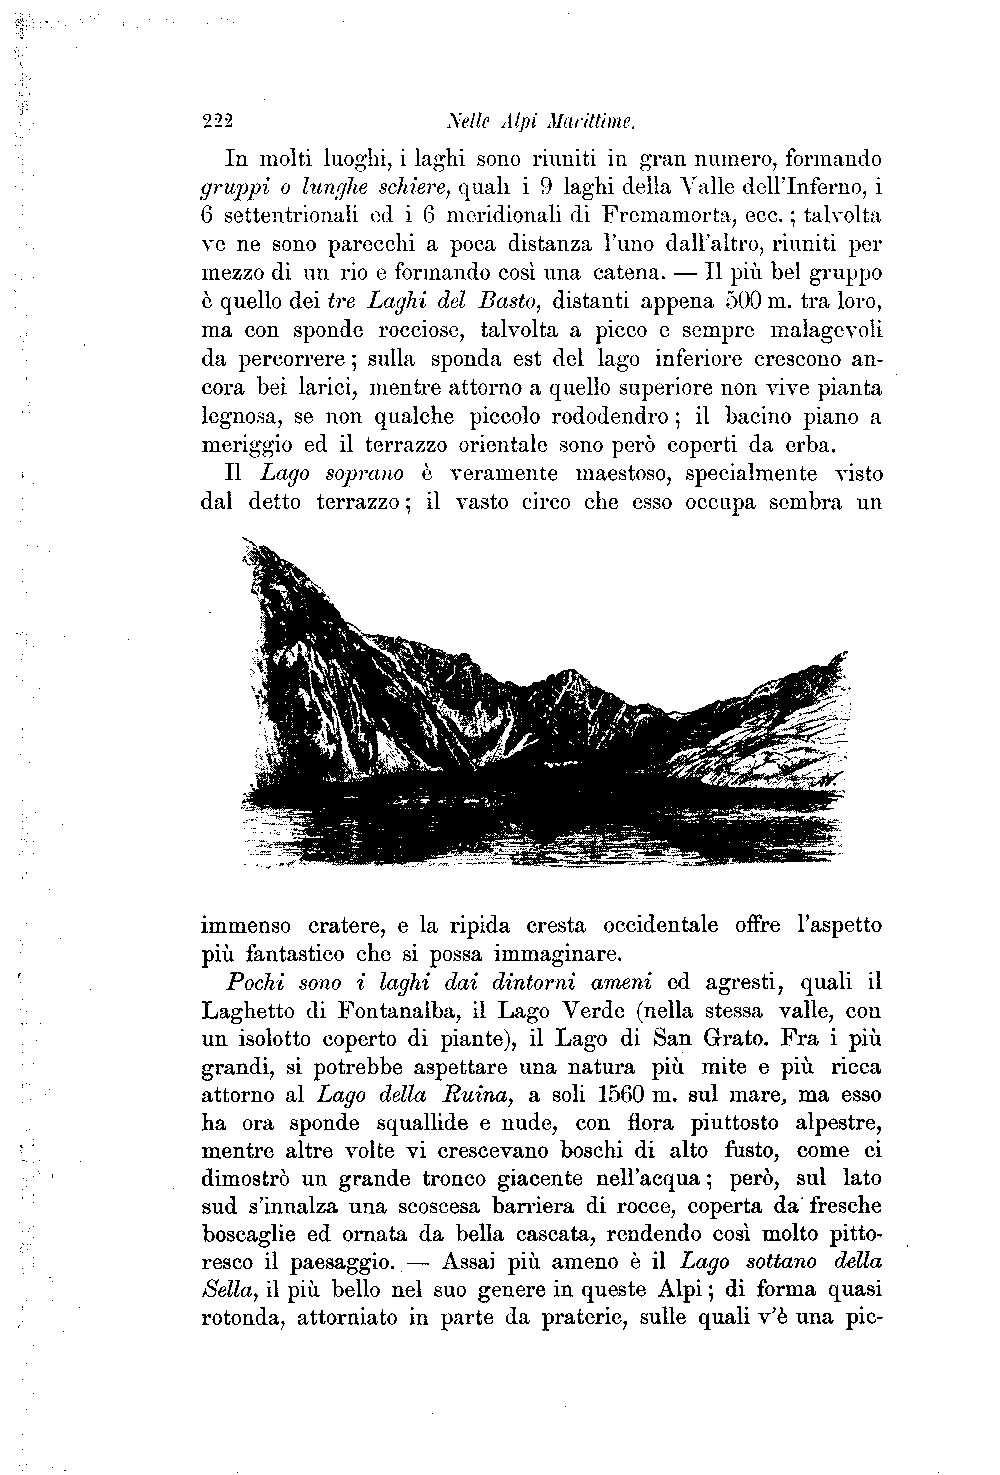 222
Nelle Alpi Marittime.
In molti luoghi, i laghi sono riuniti in gran numero, formando
gruppi o lunghe schiere, quali i 9 laghi della Valle dell'Inferno, i
6 settentrionali ed i 6 meridionali di Fremamorta, ecc. ; talvolta
ve ne sono parecchi a poca distanza l'uno dall'altro, riuniti per
mezzo di un rio e formando così una catena. — Il più bel gruppo
è quello dei tre Laghi del Basto, distanti appena 500 m. tra loro,
ma con sponde rocciose, talvolta a picco e sempre malagevoli
da percorrere ; sulla sponda est del lago inferiore crescono an-
cora bei larici, mentre attorno a quello superiore non vive pianta
legnosa, se non qualche piccolo rododendro ; il bacino piano a
meriggio ed il terrazzo orientale sono però coperti da erba.
Il Lago soprano è veramente maestoso, specialmente visto
dal detto terrazzo ; il vasto circo che esso occupa sembra un
immenso cratere, e la ripida cresta occidentale offre l'aspetto
più fantastico che si possa immaginare.
Pochi sono i laghi dai dintorni ameni ed agresti, quali il
Laghetto di Fontanalba, il Lago Verde (nella stessa valle, con
un isolotto coperto di piante), il Lago di San Grato. Fra i più
grandi, si potrebbe aspettare una natura più mite e più ricca
attorno al Lago della Ruina, a soli 1560 m. sul mare, ma esso
ha ora sponde squallide e nude, con flora piuttosto alpestre,
mentre altre volte vi crescevano boschi di alto fusto, come ci
dimostrò un grande tronco giacente nell'acqua ; però, sul lato
sud s'innalza una scoscesa barriera di rocce, coperta da fresche
boscaglie ed ornata da bella cascata, rendendo così molto pitto-
resco il paesaggio. — Assai più ameno è il Lago sottano della
Sella, il più bello nel suo genere in queste Alpi ; di forma quasi
rotonda, attorniato in parte da praterie, sulle quali v'è una pic-